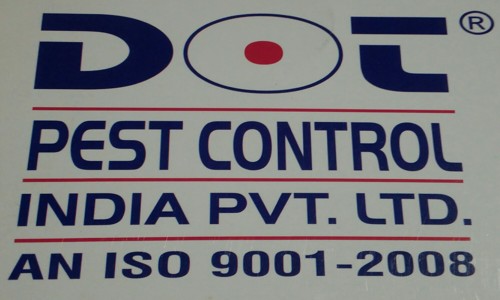 DOT®
PEST CONTROL
INDIA PVT. LTD.
AN ISO 9001-2008